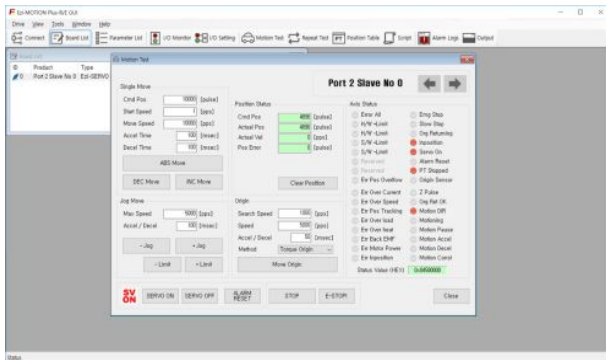 Ezi-MOTION Plus-R/E GUI
Drive View Tools Window Help
Connect Board List Parameter List I/O Monitor I/O Setting Motion Test Repeat Test PT Position Table Script Alarm Logs Output
Board List
ID Product Type
0 Port 2 Slave No 0 Ezi-SERVO
Motion Test
Port 2 Slave No 0
Single Move
Cmd Pos 10000 [pulse]
Start Speed 1 [pps]
Move Speed 10000 [pps]
Accel Time 100 [msec]
Decel Time 100 [msec]
ABS Move
DEC Move INC Move
Position Status
Cmd Pos [pulse]
Actual Pos [pulse]
Actual Vel 0 [pps]
Pos Error 0 [pulse]
Clear Position
Axis Status
Error All
H/W +Limit
H/W -Limit
S/W +Limit
S/W -Limit
Reserved
Reserved
Err Pos Overflow
Err Over Current
Err Over Speed
Err Pos Tracking
Err Over load
Err Over heat
Err Back EMF
Err Motor Power
Err Inposition
Emg Stop
Slow Stop
Org Returning
Inposition
Servo On
Alarm Reset
PT Stopped
Origin Sensor
Z Pulse
Org Ret OK
Motion DIR
Motioning
Motion Pause
Motion Accel
Motion Decel
Motion Const
Status Value (HEX)
Jog Move
Max Speed 5000 [pps]
Accel / Decel 100 [msec]
- Jog + Jog
- Limit + Limit
Origin
Search Speed 1000 [pps]
Speed 5000 [pps]
Accel / Decel 50 [msec]
Method Torque Origin
Move Origin
SV ON SERVO ON SERVO OFF ALARM RESET STOP E-STOP! Close
Status